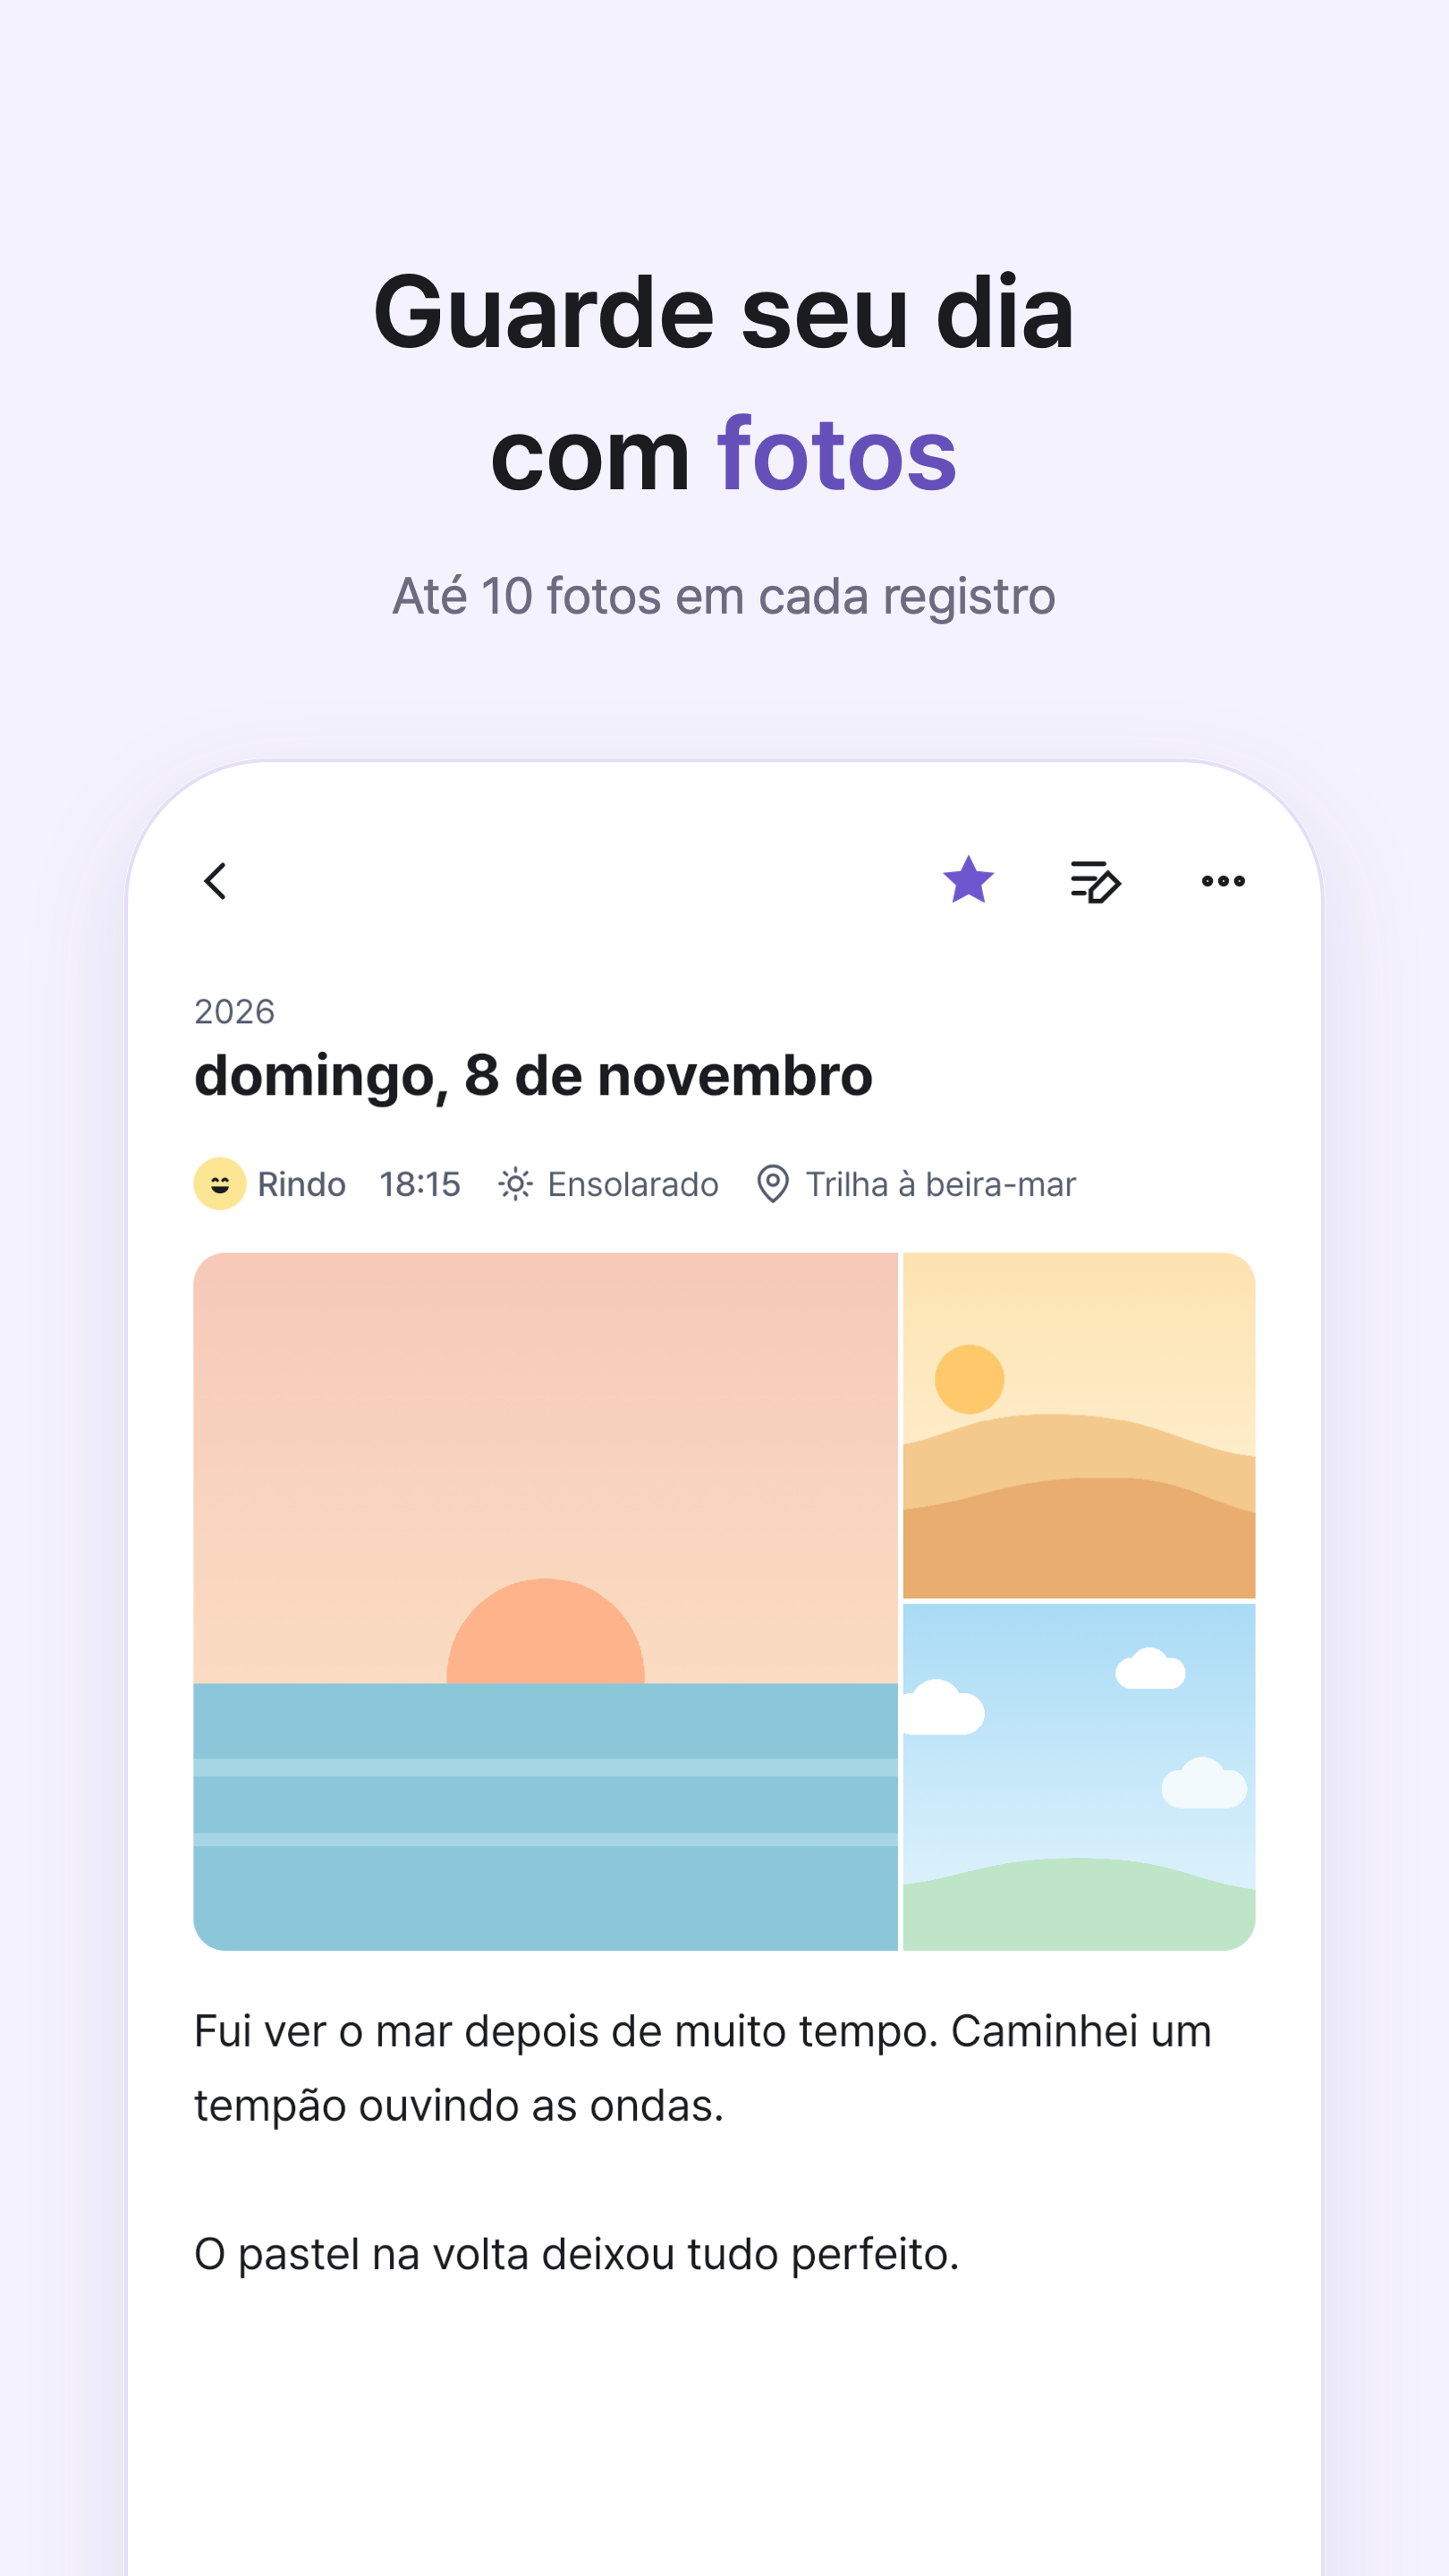 Guarde seu dia
com fotos
Até 10 fotos em cada registro
2026
domingo, 8 de novembro
Rindo 18:15 Ensolarado Trilha à beira-mar
Fui ver o mar depois de muito tempo. Caminhei um
tempão ouvindo as ondas.
O pastel na volta deixou tudo perfeito.